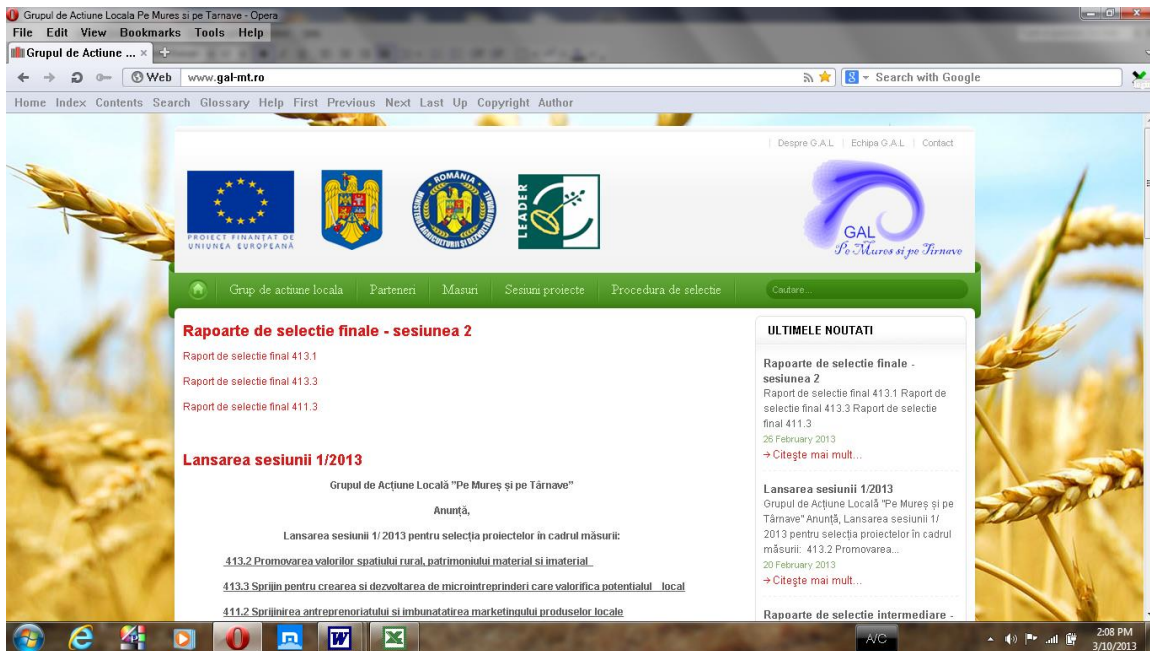 Grupul de Actiune Locala Pe Mures si pe Tarnave - Opera
File Edit View Bookmarks Tools Help
Grupul de Actiune ... ×
Web www.gal-mt.ro Search with Google
Home Index Contents Search Glossary Help First Previous Next Last Up Copyright Author
Despre G.A.L Echipa G.A.L Contact
PROIECT FINANȚAT DE
UNIUNEA EUROPEANĂ
ROMÂNIA
MINISTERUL AGRICULTURII SI DEZVOLTĂRII RURALE
LEADER
GAL
Pe Mures si pe Tirnave
Grup de actiune locala Parteneri Masuri Sesiuni proiecte Procedura de selectie Cautare...
Rapoarte de selectie finale - sesiunea 2
Raport de selectie final 413.1
Raport de selectie final 413.3
Raport de selectie final 411.3
Lansarea sesiunii 1/2013
Grupul de Acțiune Locală "Pe Mureș și pe Târnave"
Anunță,
Lansarea sesiunii 1/ 2013 pentru selecția proiectelor în cadrul măsurii:
413.2 Promovarea valorilor spatiului rural, patrimoniului material si imaterial
413.3 Sprijin pentru crearea si dezvoltarea de microintreprinderi care valorifica potentialul local
411.2 Sprijinirea antreprenoriatului si imbunatatirea marketingului produselor locale
ULTIMELE NOUTATI
Rapoarte de selectie finale -
sesiunea 2
Raport de selectie final 413.1 Raport de
selectie final 413.3 Raport de selectie
final 411.3
26 February 2013
Citeşte mai mult...
Lansarea sesiunii 1/2013
Grupul de Acțiune Locală "Pe Mureș și pe
Târnave" Anunță, Lansarea sesiunii 1/
2013 pentru selecția proiectelor în cadrul
măsurii: 413.2 Promovarea...
20 February 2013
Citeşte mai mult...
Rapoarte de selectie intermediare -
A/C
2:08 PM
3/10/2013